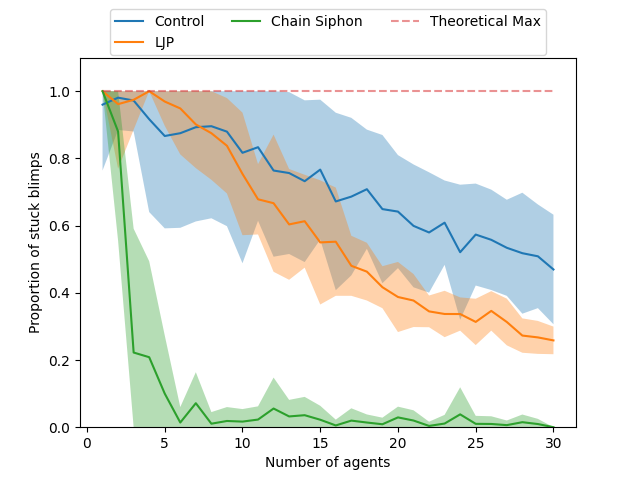 Control
Chain Siphon
Theoretical Max
LJP
Proportion of stuck blimps
1.0
0.8
0.6
0.4
0.2
0.0
0 5 10 15 20 25 30
Number of agents